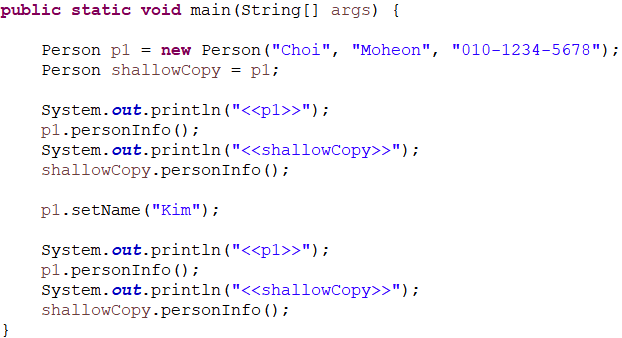 public static void main(String[] args) {
Person p1 = new Person("Choi", "Moheon", "010-1234-5678");
Person shallowCopy = p1;
System.out.println("<<p1>>");
p1.personInfo();
System.out.println("<<shallowCopy>>");
shallowCopy.personInfo();
p1.setName("Kim");
System.out.println("<<p1>>");
p1.personInfo();
System.out.println("<<shallowCopy>>");
shallowCopy.personInfo();
}